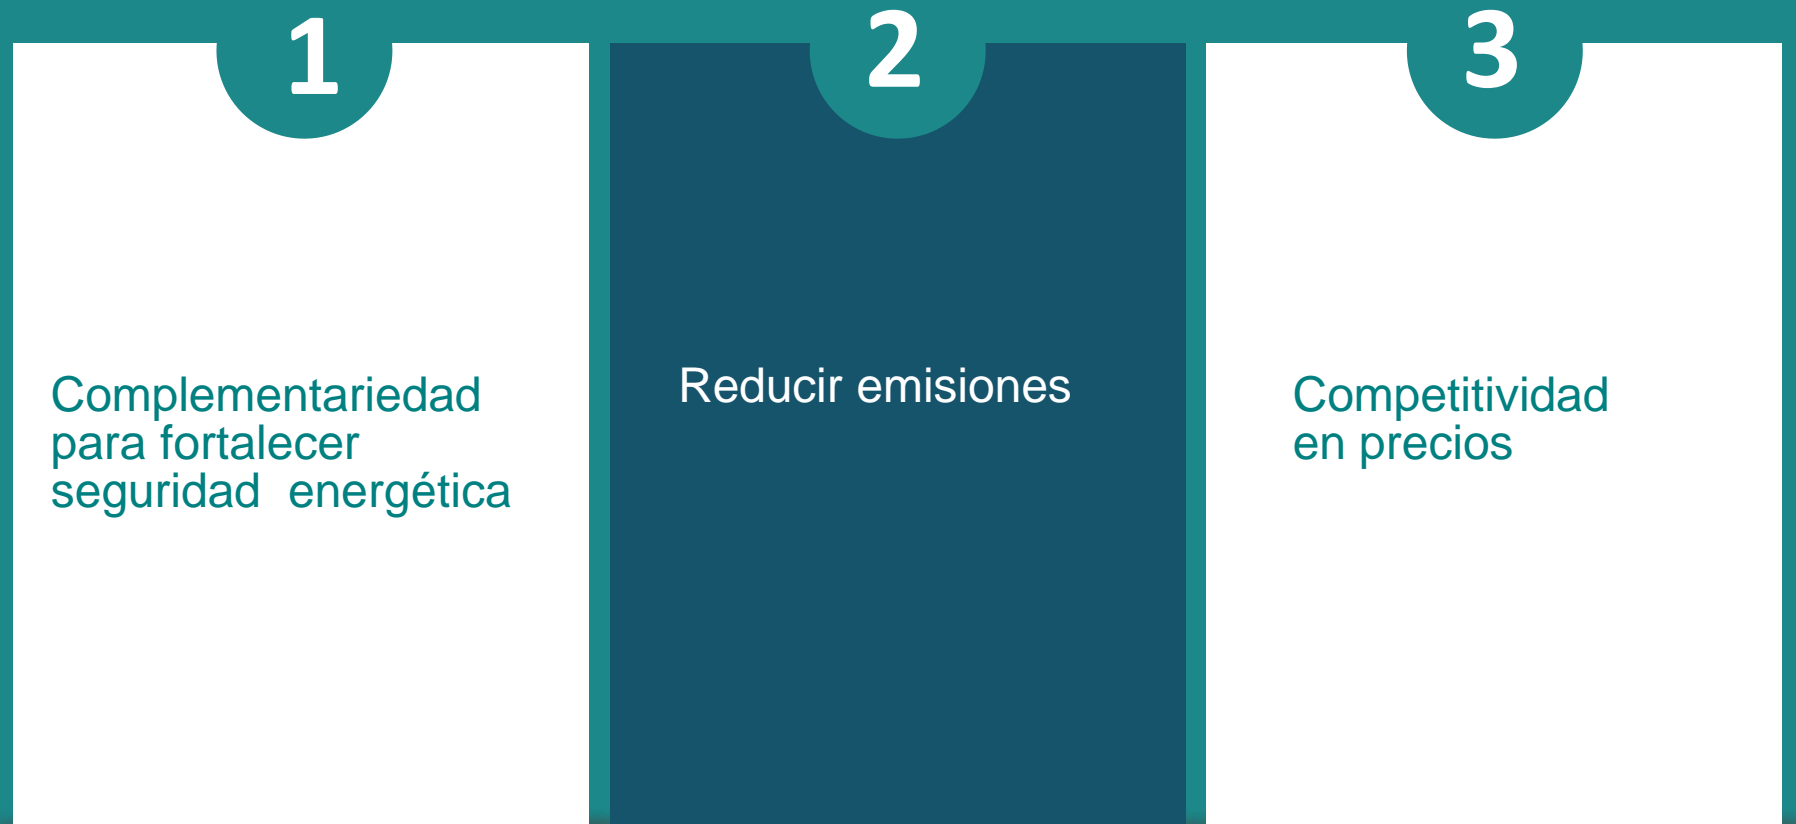 1
Complementariedad
para fortalecer
seguridad  energética
2
Reducir emisiones
3
Competitividad
en precios